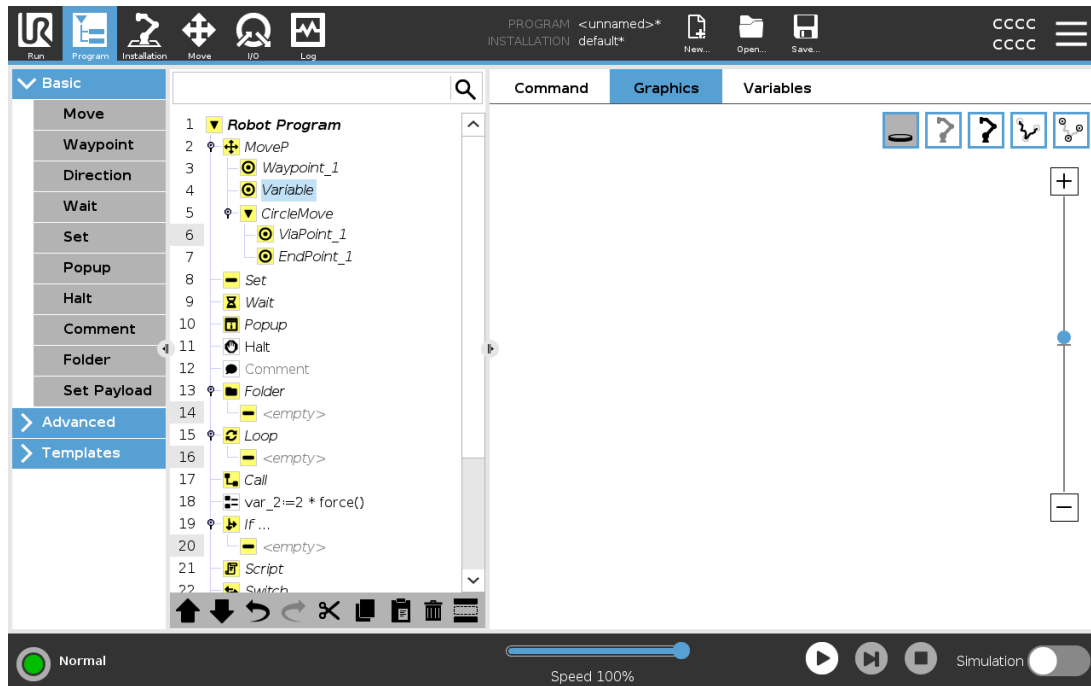 PROGRAM <unnamed>*
INSTALLATION default*
CCCC
CCCC
Run
Program
Installation
Move
I/O
Log
New...
Open...
Save...
Basic
Move
Waypoint
Direction
Wait
Set
Popup
Halt
Comment
Folder
Set Payload
Advanced
Templates
1 Robot Program
2 MoveP
3 Waypoint_1
4 Variable
5 CircleMove
6 ViaPoint_1
7 EndPoint_1
8 Set
9 Wait
10 Popup
11 Halt
12 Comment
13 Folder
14 <empty>
15 Loop
16 <empty>
17 Call
18 var_2:=2 * force()
19 If ...
20 <empty>
21 Script
22 Switch
Command
Graphics
Variables
Normal
Speed 100%
Simulation